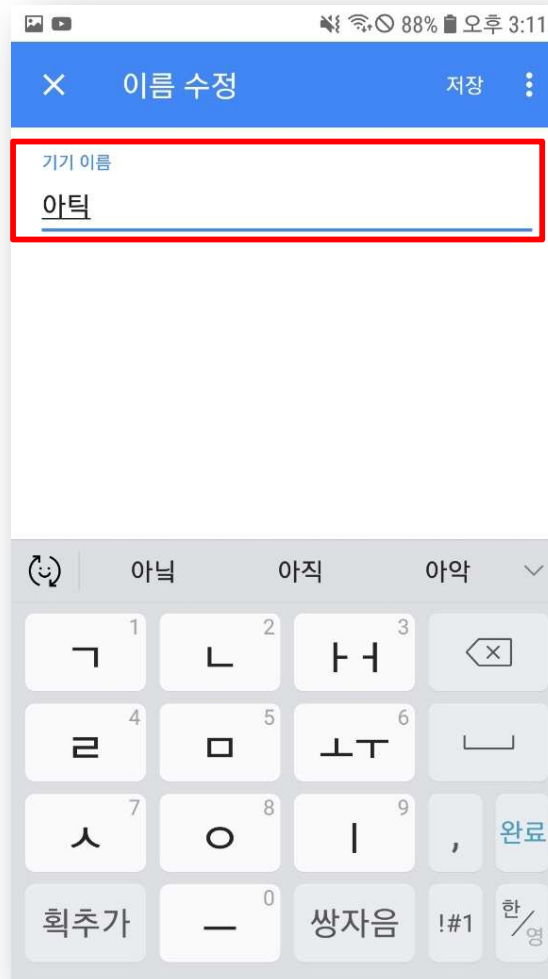 88% 오후 3:11
이름 수정 저장
기기 이름
아틱
아닠 아직 아악
ㄱ 1 ㄴ 2 ㅏㅓ 3
ㄹ 4 ㅁ 5 ㅗㅜ 6
ㅅ 7 ㅇ 8 ㅣ 9 , 완료
획추가 ㅡ 0 쌍자음 !#1 한/영